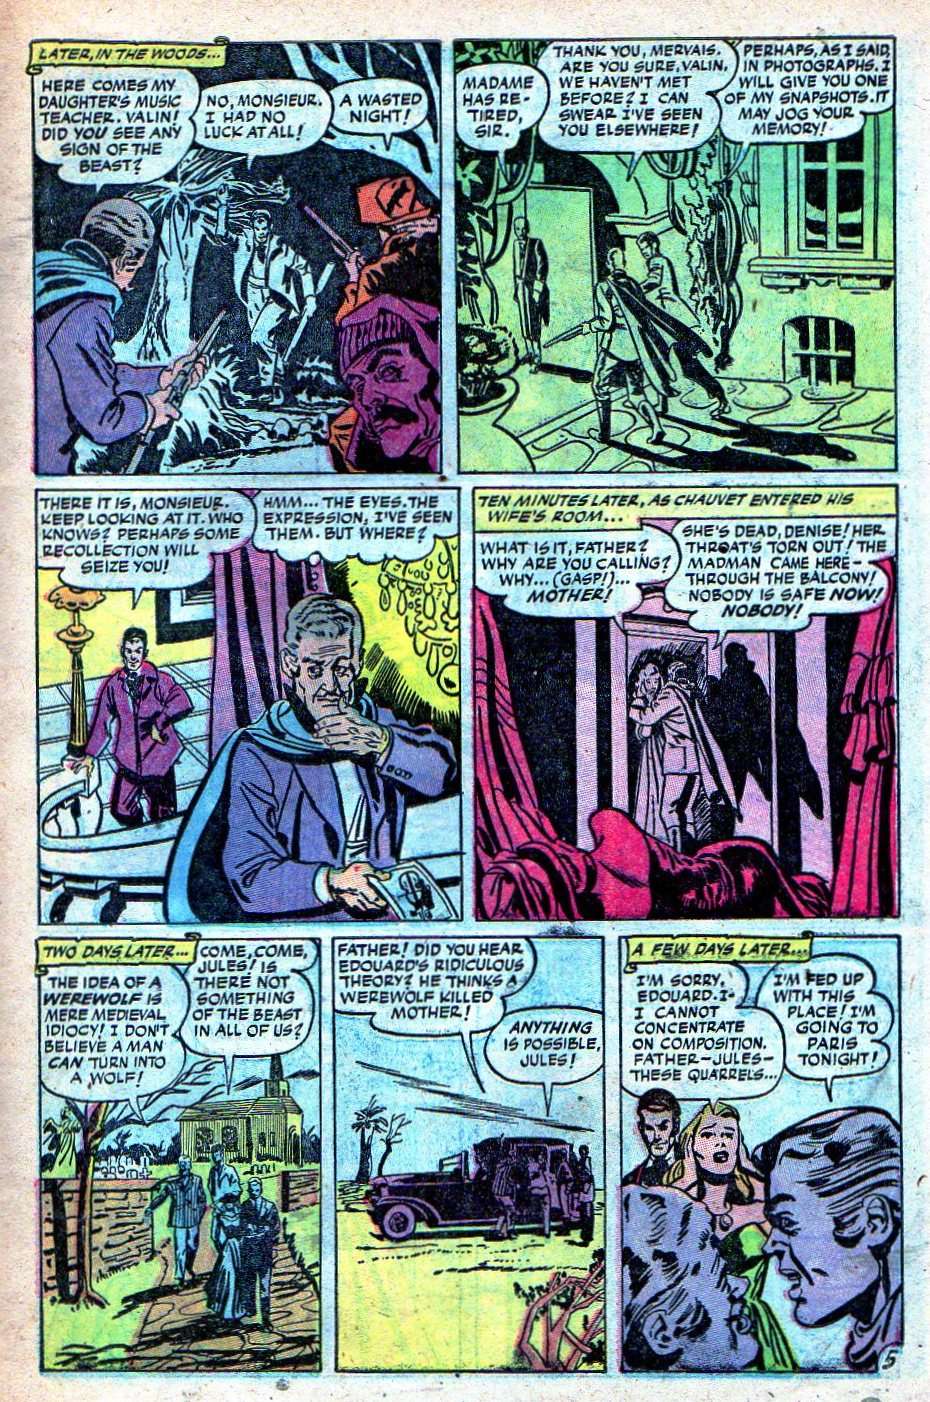 LATER, IN THE WOODS...
HERE COMES MY
DAUGHTER'S MUSIC
TEACHER. VALIN!
DID YOU SEE ANY
SIGN OF THE
BEAST?
NO, MONSIEUR.
I HAD NO
LUCK AT ALL!
A WASTED
NIGHT!
MADAME
HAS RE-
TIRED,
SIR.
THANK YOU, MERVAIS.
ARE YOU SURE, VALIN,
WE HAVEN'T MET
BEFORE? I CAN
SWEAR I'VE SEEN
YOU ELSEWHERE!
PERHAPS, AS I SAID,
IN PHOTOGRAPHS. I
WILL GIVE YOU ONE
OF MY SNAPSHOTS. IT
MAY JOG YOUR
MEMORY!
THERE IT IS, MONSIEUR.
KEEP LOOKING AT IT. WHO
KNOWS? PERHAPS SOME
RECOLLECTION WILL
SEIZE YOU!
HMM... THE EYES. THE
EXPRESSION, I'VE SEEN
THEM. BUT WHERE?
TEN MINUTES LATER, AS CHAUVET ENTERED HIS
WIFE'S ROOM...
WHAT IS IT, FATHER?
WHY ARE YOU CALLING?
WHY... (GASP!)...
MOTHER!
SHE'S DEAD, DENISE! HER
THROAT'S TORN OUT! THE
MADMAN CAME HERE—
THROUGH THE BALCONY!
NOBODY IS SAFE NOW!
NOBODY!
TWO DAYS LATER...
THE IDEA OF A
WEREWOLF IS
MERE MEDIEVAL
IDIOCY! I DON'T
BELIEVE A MAN
CAN TURN INTO
A WOLF!
COME, COME,
JULES! IS
THERE NOT
SOMETHING
OF THE BEAST
IN ALL OF US?
FATHER! DID YOU HEAR
EDOUARD'S RIDICULOUS
THEORY? HE THINKS A
WEREWOLF KILLED
MOTHER!
ANYTHING
IS POSSIBLE,
JULES!
A FEW DAYS LATER...
I'M SORRY,
EDOUARD. I-
I CANNOT
CONCENTRATE
ON COMPOSITION.
FATHER—JULES—
THESE QUARRELS...
I'M FED UP
WITH THIS
PLACE! I'M
GOING TO
PARIS
TONIGHT!
5